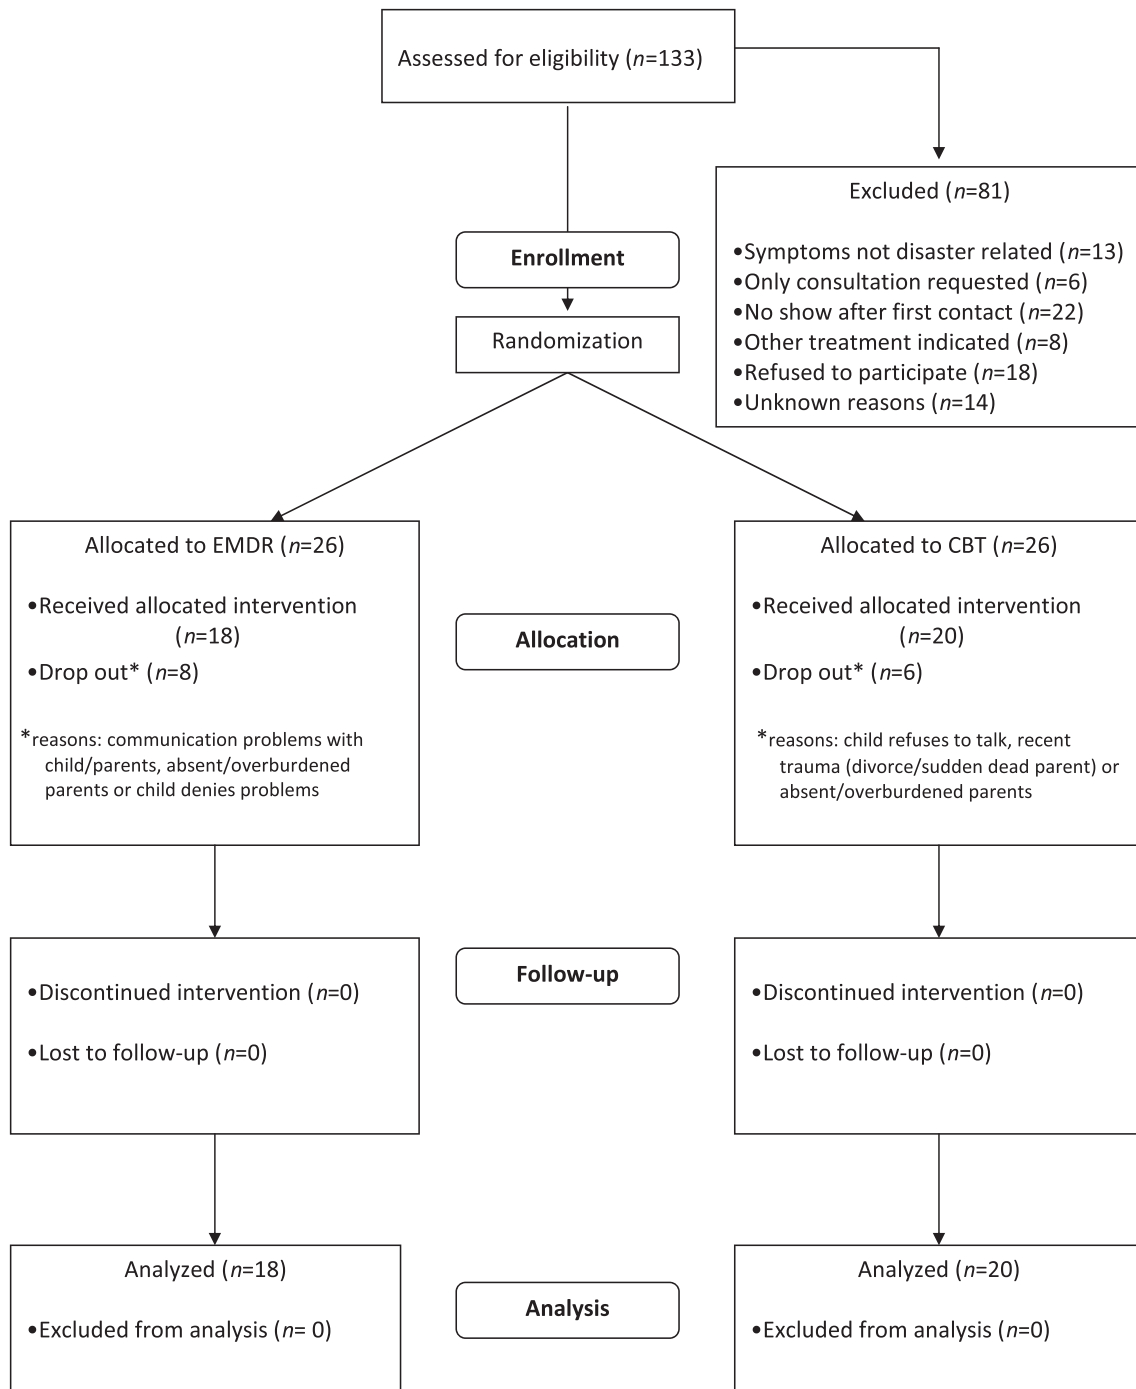 Assessed for eligibility (n=133)
Excluded (n=81)
•Symptoms not disaster related (n=13)
•Only consultation requested (n=6)
•No show after first contact (n=22)
•Other treatment indicated (n=8)
•Refused to participate (n=18)
•Unknown reasons (n=14)
Enrollment
Randomization
Allocated to EMDR (n=26)
•Received allocated intervention
(n=18)
•Drop out* (n=8)
*reasons: communication problems with
child/parents, absent/overburdened
parents or child denies problems
Allocation
Allocated to CBT (n=26)
•Received allocated intervention
(n=20)
•Drop out* (n=6)
*reasons: child refuses to talk, recent
trauma (divorce/sudden dead parent) or
absent/overburdened parents
•Discontinued intervention (n=0)
•Lost to follow-up (n=0)
Follow-up
•Discontinued intervention (n=0)
•Lost to follow-up (n=0)
Analyzed (n=18)
•Excluded from analysis (n= 0)
Analysis
Analyzed (n=20)
•Excluded from analysis (n=0)